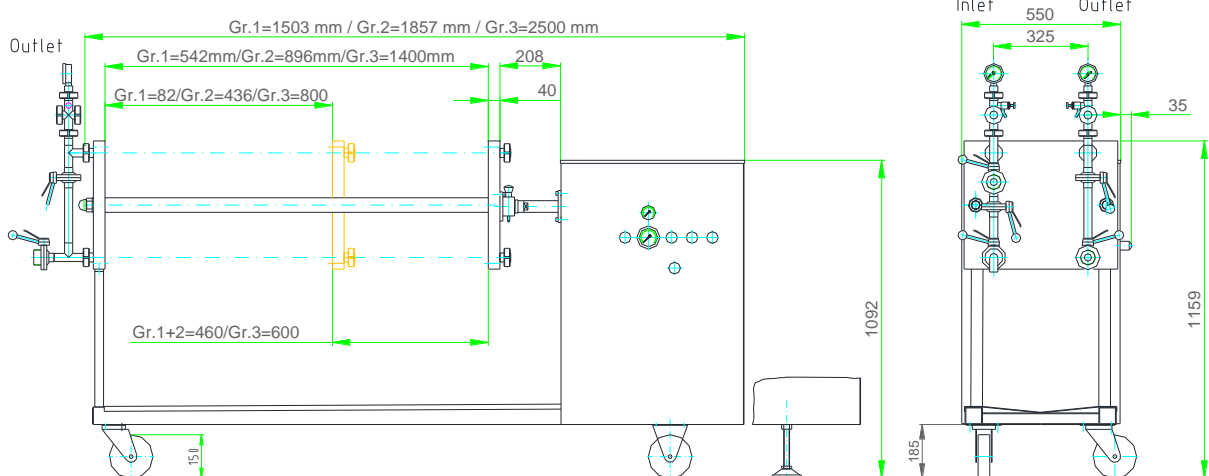 Inlet
Outlet
550
Gr.1=1503 mm / Gr.2=1857 mm / Gr.3=2500 mm
Outlet
325
Gr.1=542mm/Gr.2=896mm/Gr.3=1400mm
208
Gr.1=82/Gr.2=436/Gr.3=800
40
35
Gr.1+2=460/Gr.3=600
1092
1159
150
185